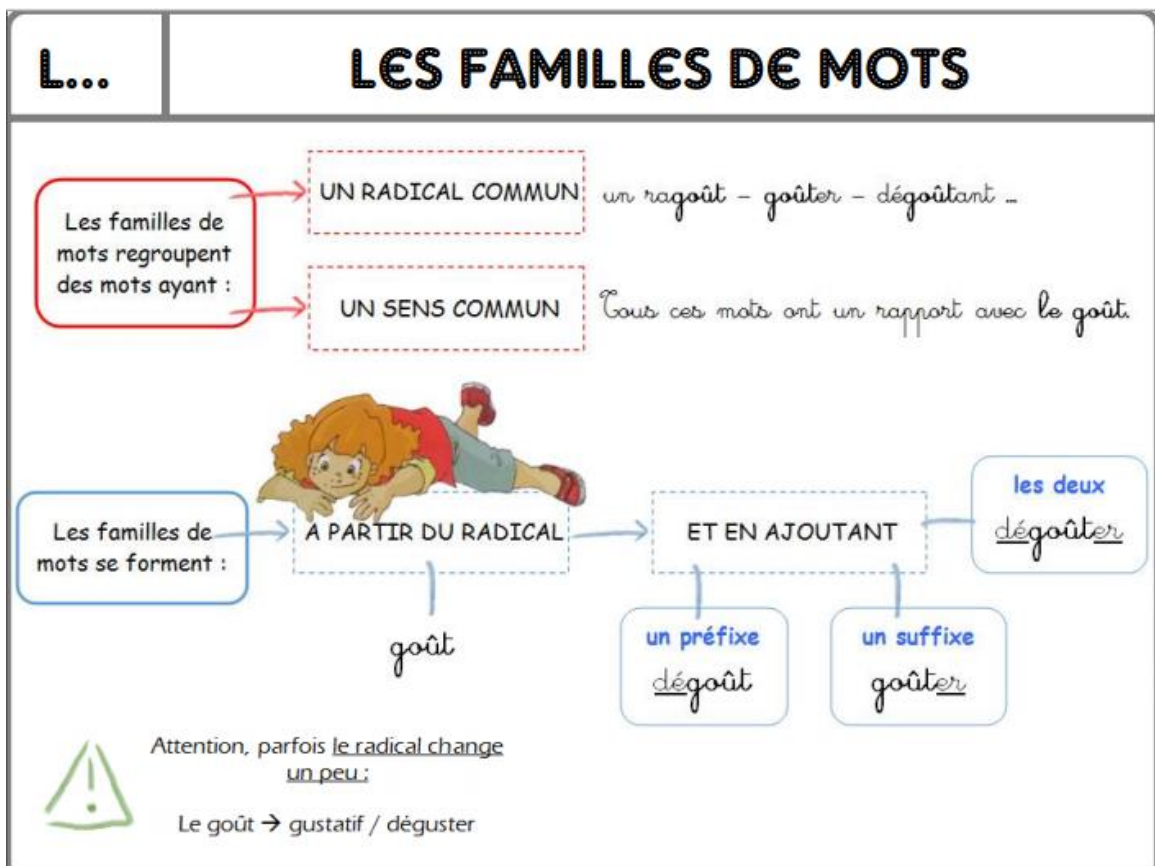 L...
LES FAMILLES DE MOTS
Les familles de
mots regroupent
des mots ayant :
UN RADICAL COMMUN
un ragoût – goûter – dégoûtant ...
UN SENS COMMUN
Tous ces mots ont un rapport avec le goût.
Les familles de
mots se forment :
A PARTIR DU RADICAL
goût
ET EN AJOUTANT
les deux
dégoûter
un préfixe
dégoût
un suffixe
goûter
Attention, parfois le radical change
un peu :
Le goût → gustatif / déguster